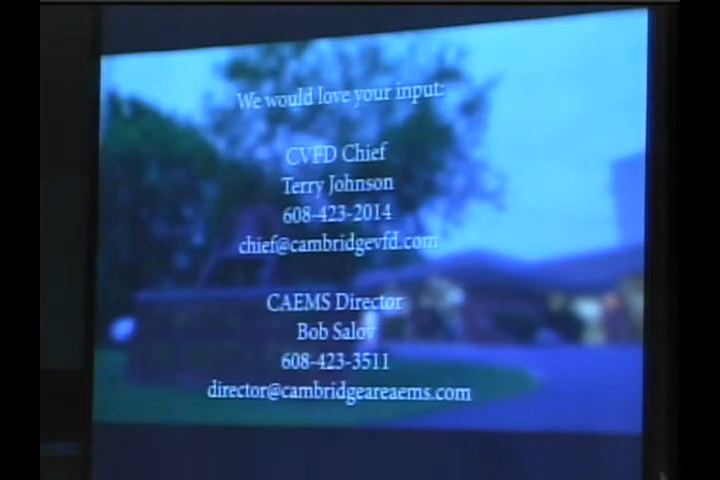 We would love your input:
CVFD Chief
Terry Johnson
608-423-2014
chief@cambridgevfd.com
CAEMS Director
Bob Salov
608-423-3511
director@cambridgeareaems.com